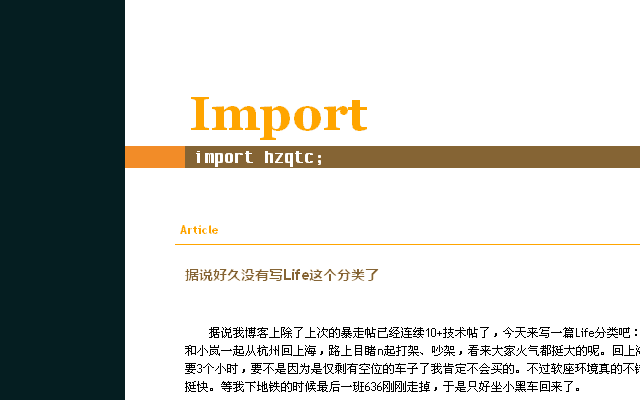 Import
import hzqtc;
Article
据说好久没有写Life这个分类了
据说我博客上除了上次的暴走帖已经连续10+技术帖了，今天来写一篇Life分类吧：
和小岚一起从杭州回上海，路上目睹n起打架、吵架，看来大家火气都挺大的呢。回上海
要3个小时，要不是因为是仅剩有空位的车子了我肯定不会买的。不过软座环境真的不错
挺快。等我下地铁的时候最后一班636刚刚走掉，于是只好坐小黑车回来了。